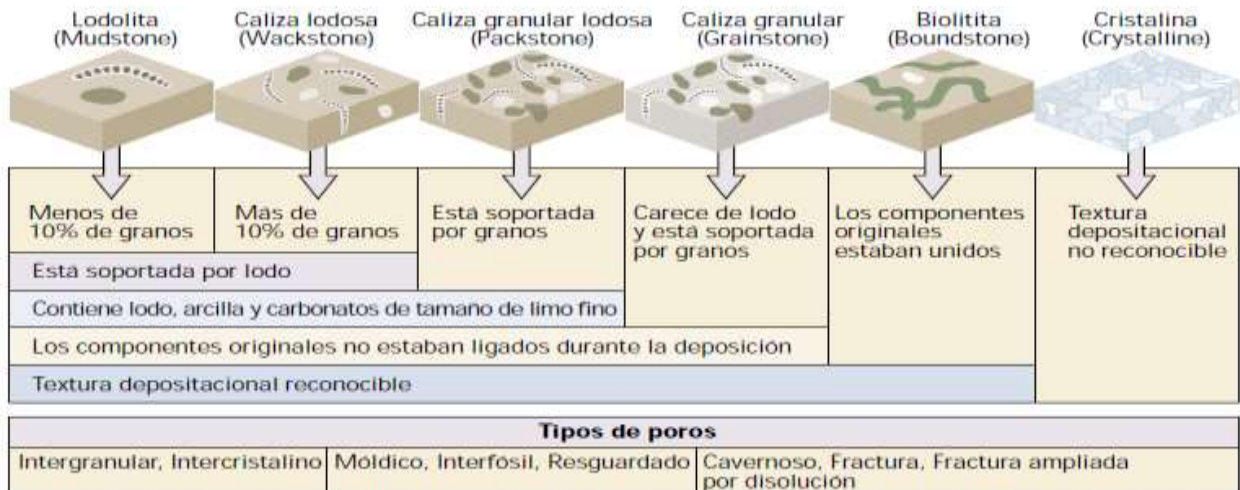 Lodolita
(Mudstone)
Caliza lodosa
(Wackstone)
Caliza granular lodosa
(Packstone)
Caliza granular
(Grainstone)
Biolitita
(Boundstone)
Cristalina
(Crystalline)
Menos de
10% de granos
Más de
10% de granos
Está soportada
por granos
Carece de lodo
y está soportada
por granos
Los componentes
originales
estaban unidos
Textura
depositacional
no reconocible
Está soportada por lodo
Contiene lodo, arcilla y carbonatos de tamaño de limo fino
Los componentes originales no estaban ligados durante la deposición
Textura depositacional reconocible
Tipos de poros
Intergranular, Intercristalino
Móldico, Interfósil, Resguardado
Cavernoso, Fractura, Fractura ampliada
por disolución